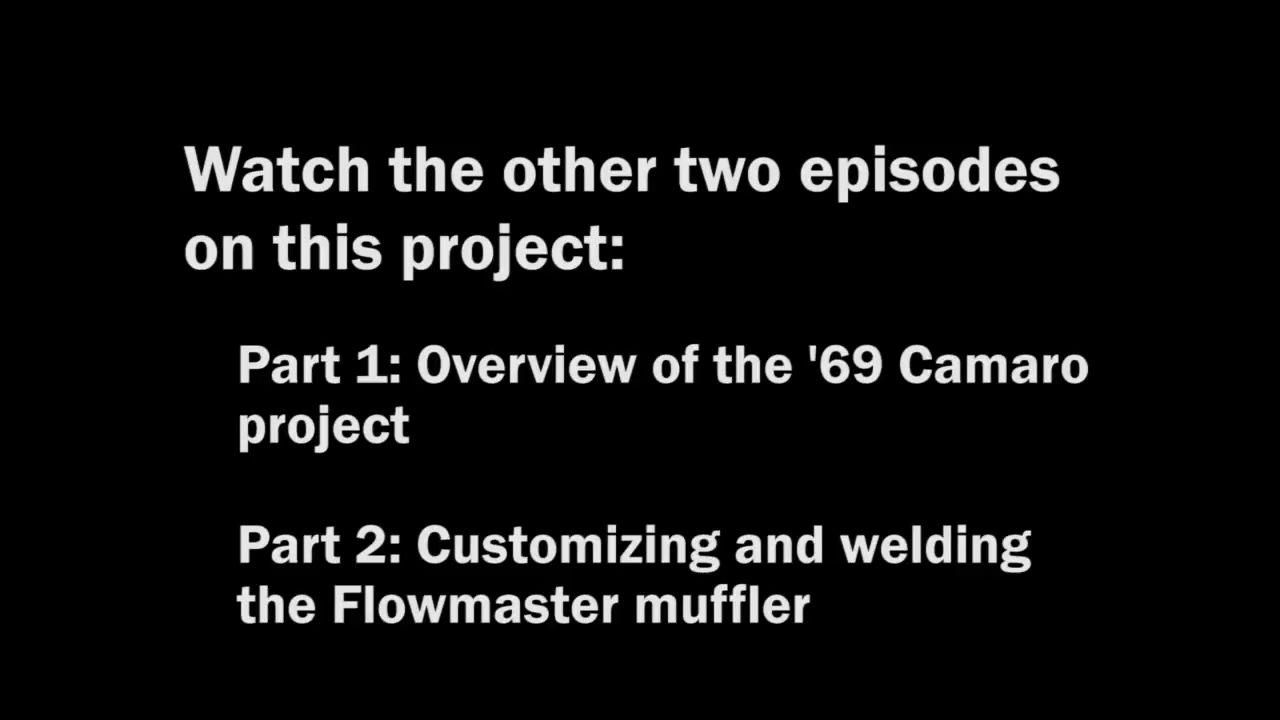 Watch the other two episodes
on this project:
Part 1: Overview of the '69 Camaro
project
Part 2: Customizing and welding
the Flowmaster muffler